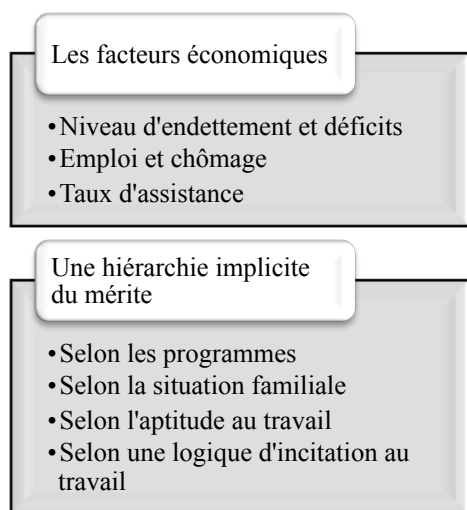 Les facteurs économiques
•Niveau d'endettement et déficits
•Emploi et chômage
•Taux d'assistance
Une hiérarchie implicite
du mérite
•Selon les programmes
•Selon la situation familiale
•Selon l'aptitude au travail
•Selon une logique d'incitation au
travail